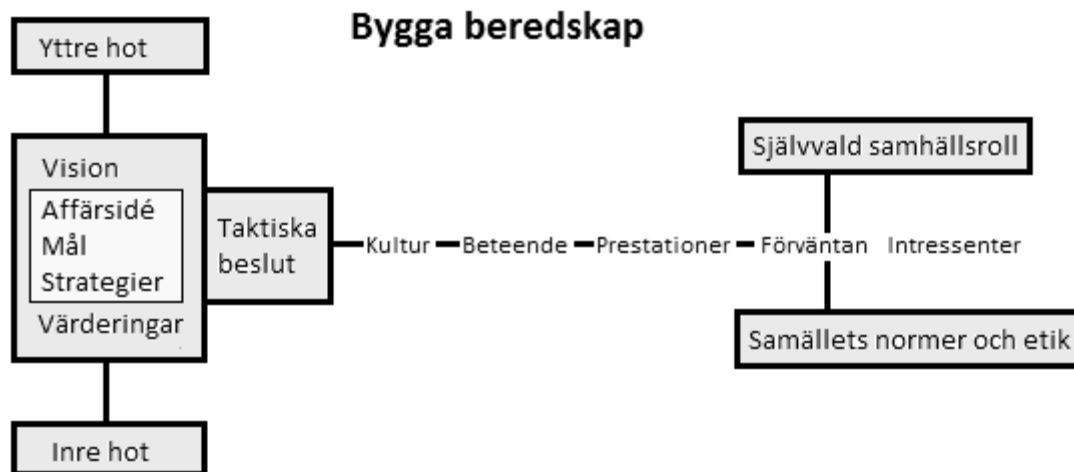 Bygga beredskap
Yttre hot
Vision
Affärsidé
Mål
Strategier
Värderingar
Taktiska
beslut
Kultur
Beteende
Prestationer
Förväntan
Intressenter
Självvald samhällsroll
Samällets normer och etik
Inre hot